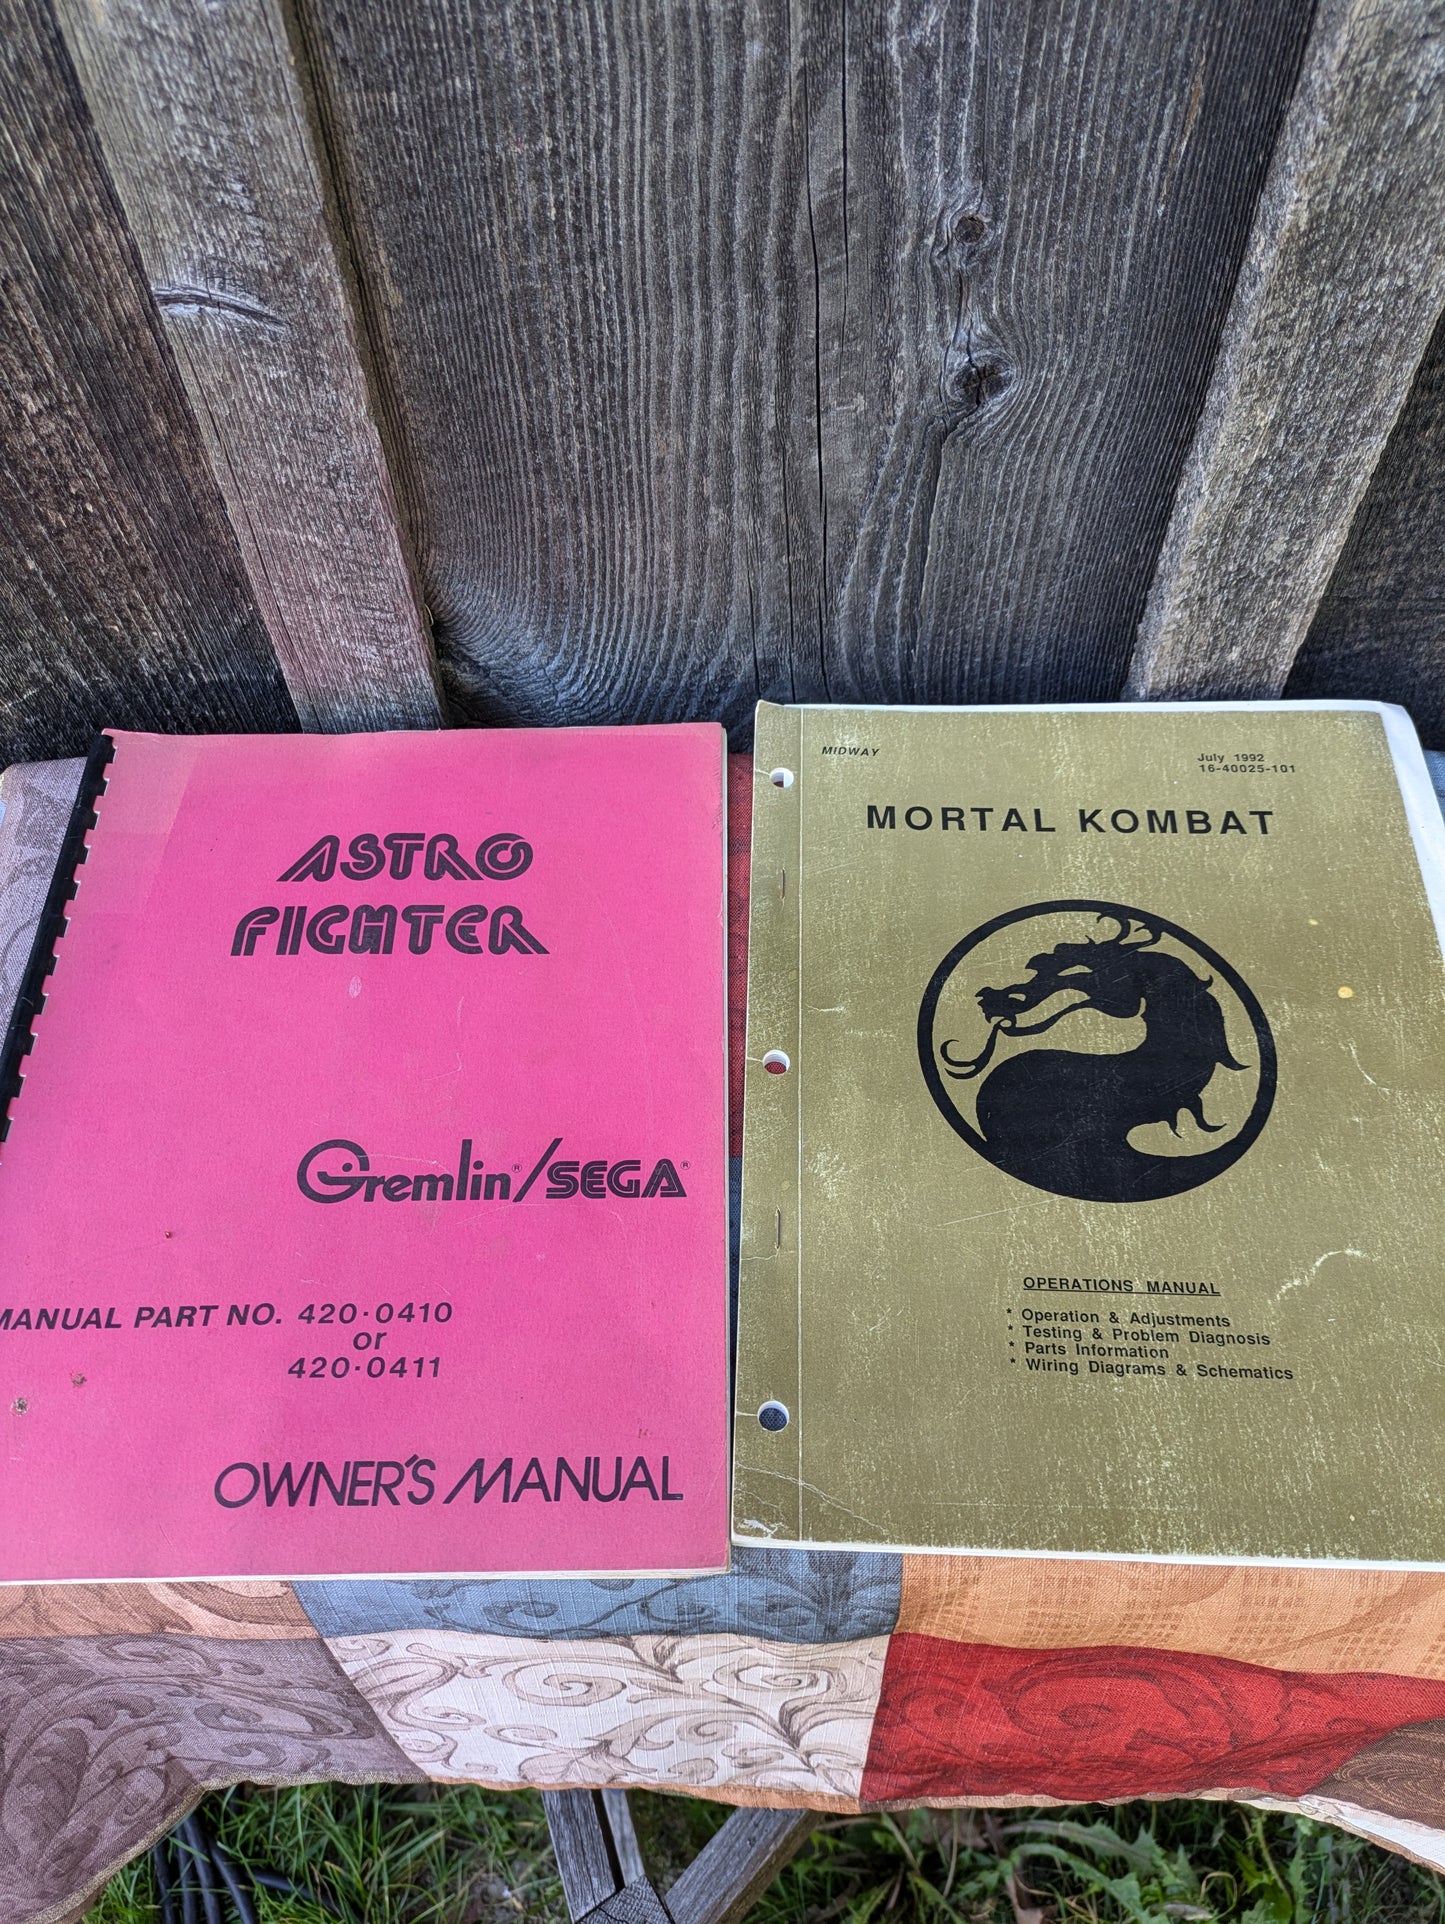 ASTRO
FIGHTER
Gremlin®/SEGA®
MANUAL PART NO. 420-0410
or
420-0411
OWNER'S MANUAL
MIDWAY
July 1992
16-40025-101
MORTAL KOMBAT
OPERATIONS MANUAL
* Operation & Adjustments
* Testing & Problem Diagnosis
* Parts Information
* Wiring Diagrams & Schematics